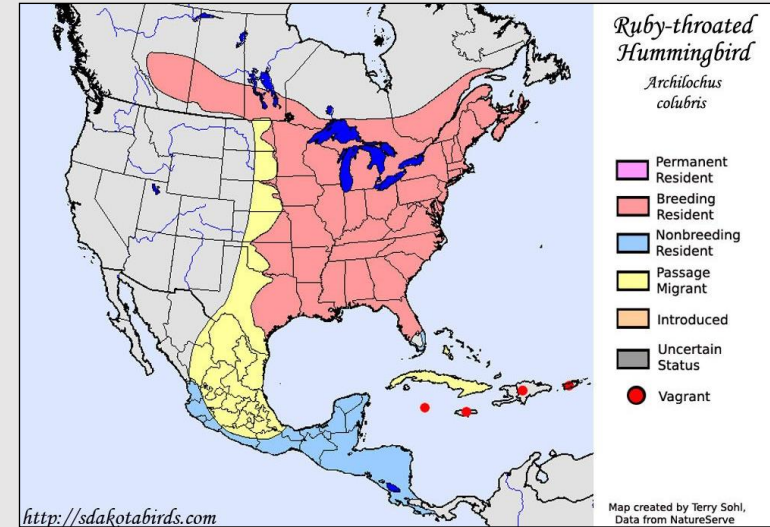 Ruby-throated
Hummingbird
Archilochus
colubris
Permanent
Resident
Breeding
Resident
Nonbreeding
Resident
Passage
Migrant
Introduced
Uncertain
Status
Vagrant
Map created by Terry Sohl,
Data from NatureServe
http://sdakotabirds.com